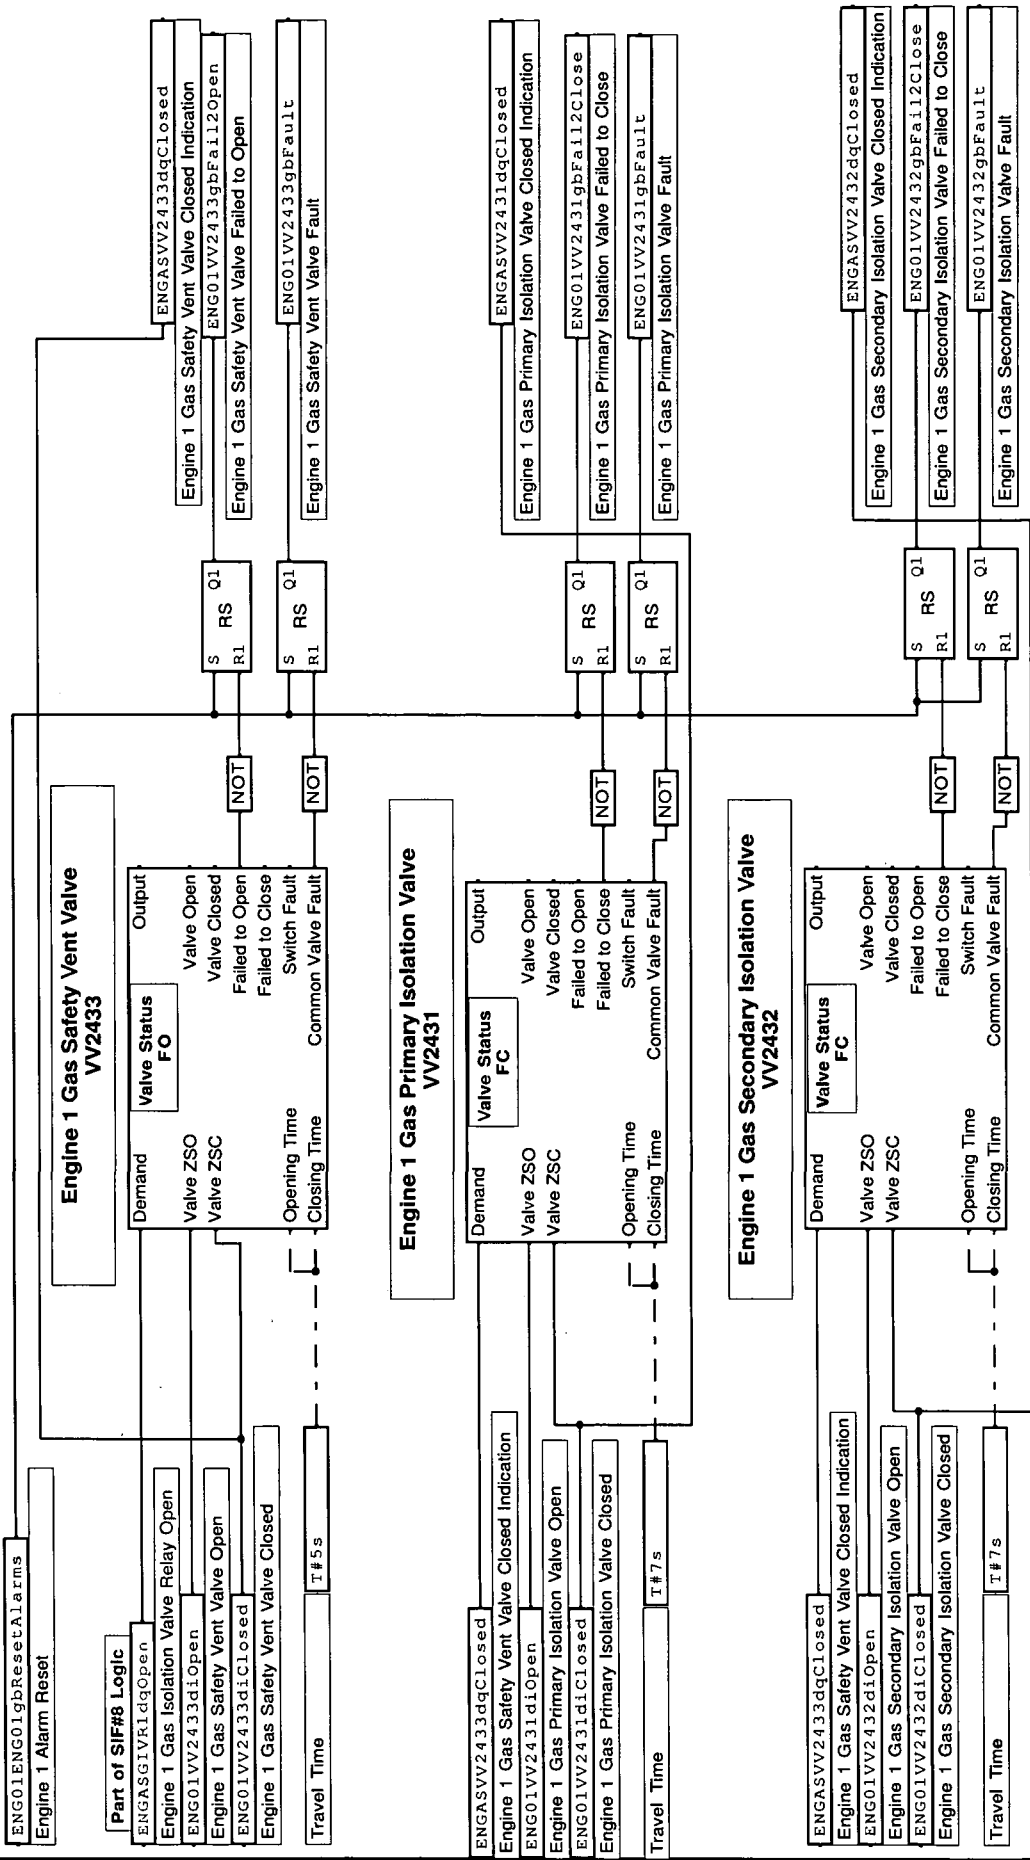 ENG01ENG01gbResetAlarms
Engine 1 Alarm Reset
Engine 1 Gas Safety Vent Valve
VV2433
Part of SIF#8 Logic
ENGASGIVR1dqOpen
Engine 1 Gas Isolation Valve Relay Open
ENG01VV2433diOpen
Engine 1 Gas Safety Vent Valve Open
ENG01VV2433diClosed
Engine 1 Gas Safety Vent Valve Closed
Travel Time
T#5s
Demand
Valve ZSO
Valve ZSC
Opening Time
Closing Time
Valve Status
FO
Output
Valve Open
Valve Closed
Failed to Open
Failed to Close
Switch Fault
Common Valve Fault
NOT
NOT
S Q1
RS
R1
S Q1
RS
R1
ENGASVV2433dqClosed
Engine 1 Gas Safety Vent Valve Closed Indication
ENG01VV2433gbFail2Open
Engine 1 Gas Safety Vent Valve Failed to Open
ENG01VV2433gbFault
Engine 1 Gas Safety Vent Valve Fault
Engine 1 Gas Primary Isolation Valve
VV2431
ENGASVV2433dqClosed
Engine 1 Gas Safety Vent Valve Closed Indication
ENG01VV2431diOpen
Engine 1 Gas Primary Isolation Valve Open
ENG01VV2431diClosed
Engine 1 Gas Primary Isolation Valve Closed
Travel Time
T#7s
Demand
Valve ZSO
Valve ZSC
Opening Time
Closing Time
Valve Status
FC
Output
Valve Open
Valve Closed
Failed to Open
Failed to Close
Switch Fault
Common Valve Fault
NOT
NOT
S Q1
RS
R1
S Q1
RS
R1
ENGASVV2431dqClosed
Engine 1 Gas Primary Isolation Valve Closed Indication
ENG01VV2431gbFail2Close
Engine 1 Gas Primary Isolation Valve Failed to Close
ENG01VV2431gbFault
Engine 1 Gas Primary Isolation Valve Fault
Engine 1 Gas Secondary Isolation Valve
VV2432
ENGASVV2433dqClosed
Engine 1 Gas Safety Vent Valve Closed Indication
ENG01VV2432diOpen
Engine 1 Gas Secondary Isolation Valve Open
ENG01VV2432diClosed
Engine 1 Gas Secondary Isolation Valve Closed
Travel Time
T#7s
Demand
Valve ZSO
Valve ZSC
Opening Time
Closing Time
Valve Status
FC
Output
Valve Open
Valve Closed
Failed to Open
Failed to Close
Switch Fault
Common Valve Fault
NOT
NOT
S Q1
RS
R1
S Q1
RS
R1
ENGASVV2432dqClosed
Engine 1 Gas Secondary Isolation Valve Closed Indication
ENG01VV2432gbFail2Close
Engine 1 Gas Secondary Isolation Valve Failed to Close
ENG01VV2432gbFault
Engine 1 Gas Secondary Isolation Valve Fault